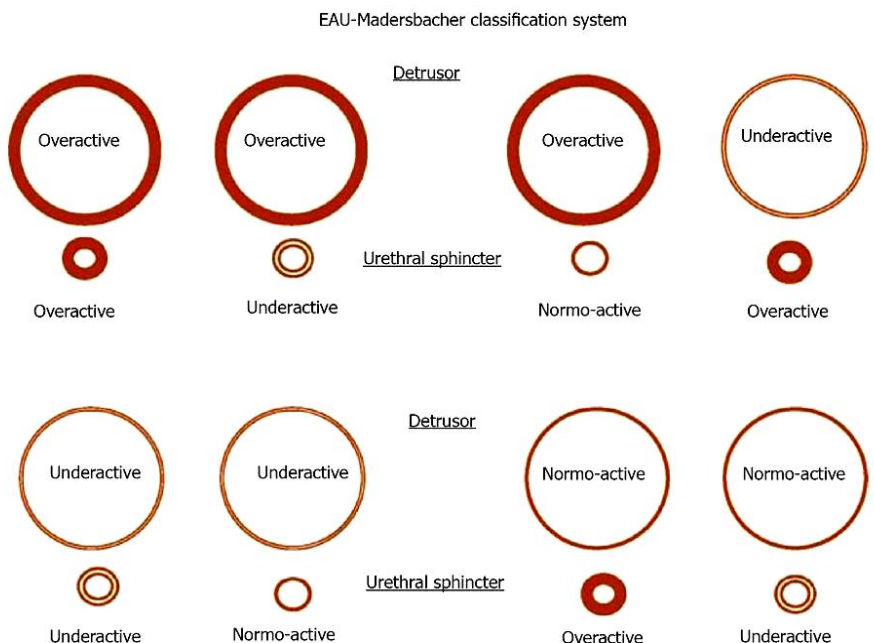 EAU-Madersbacher classification system
Detrusor
Overactive
Overactive
Overactive
Underactive
Urethral sphincter
Overactive
Underactive
Normo-active
Overactive
Detrusor
Underactive
Underactive
Normo-active
Normo-active
Urethral sphincter
Underactive
Normo-active
Overactive
Underactive